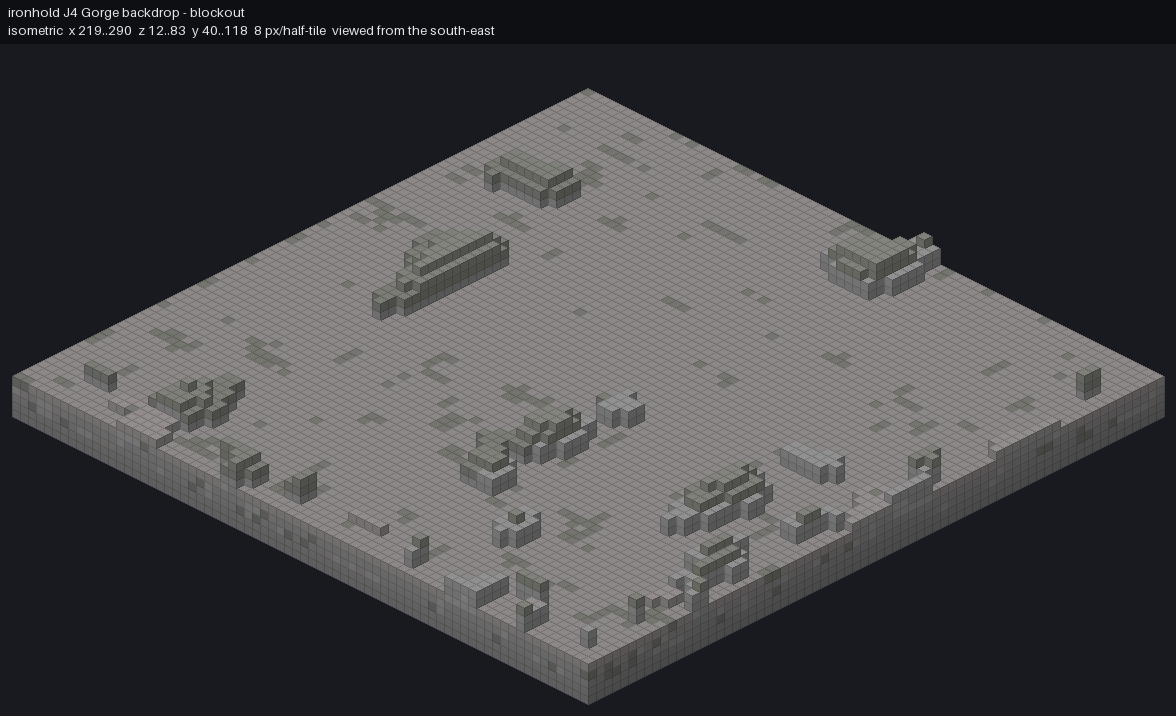 ironhold J4 Gorge backdrop - blockout
isometric  x 219..290  z 12..83  y 40..118  8 px/half-tile  viewed from the south-east